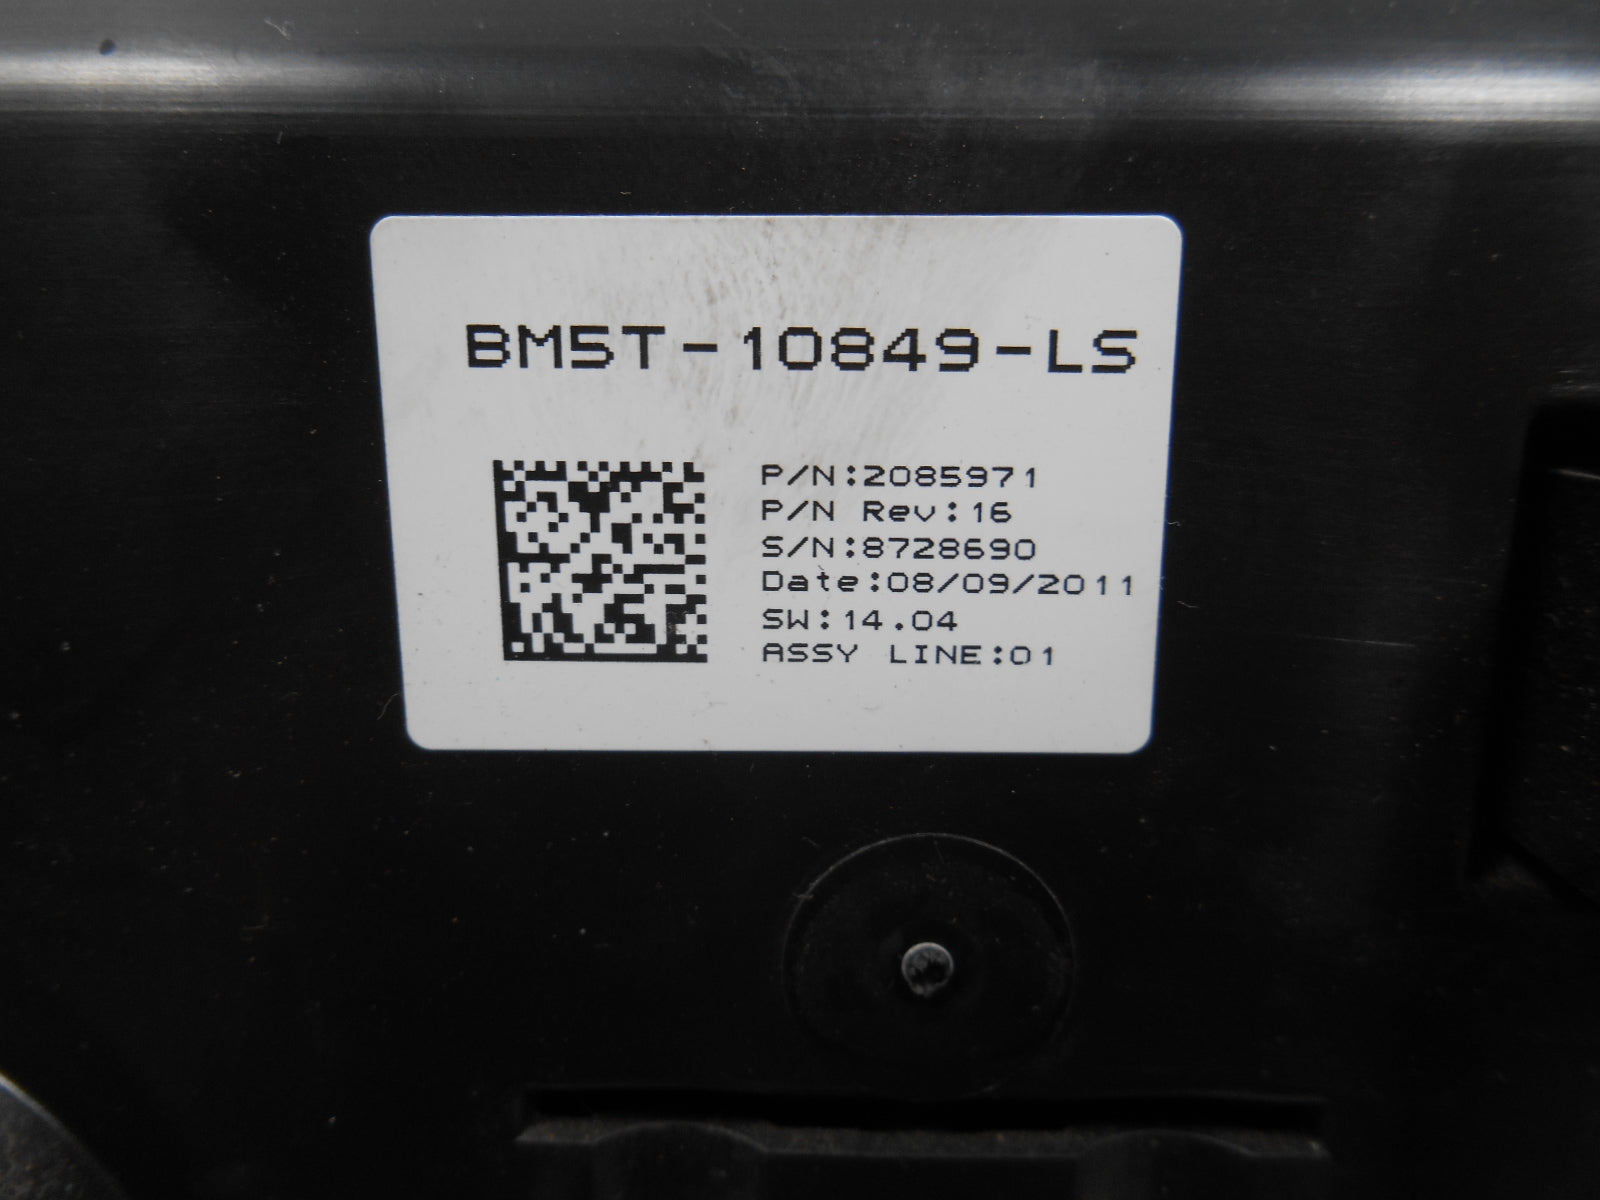 BM5T-10849-LS
P/N:2085971
P/N Rev:16
S/N:8728690
Date:08/09/2011
SW:14.04
ASSY LINE:01